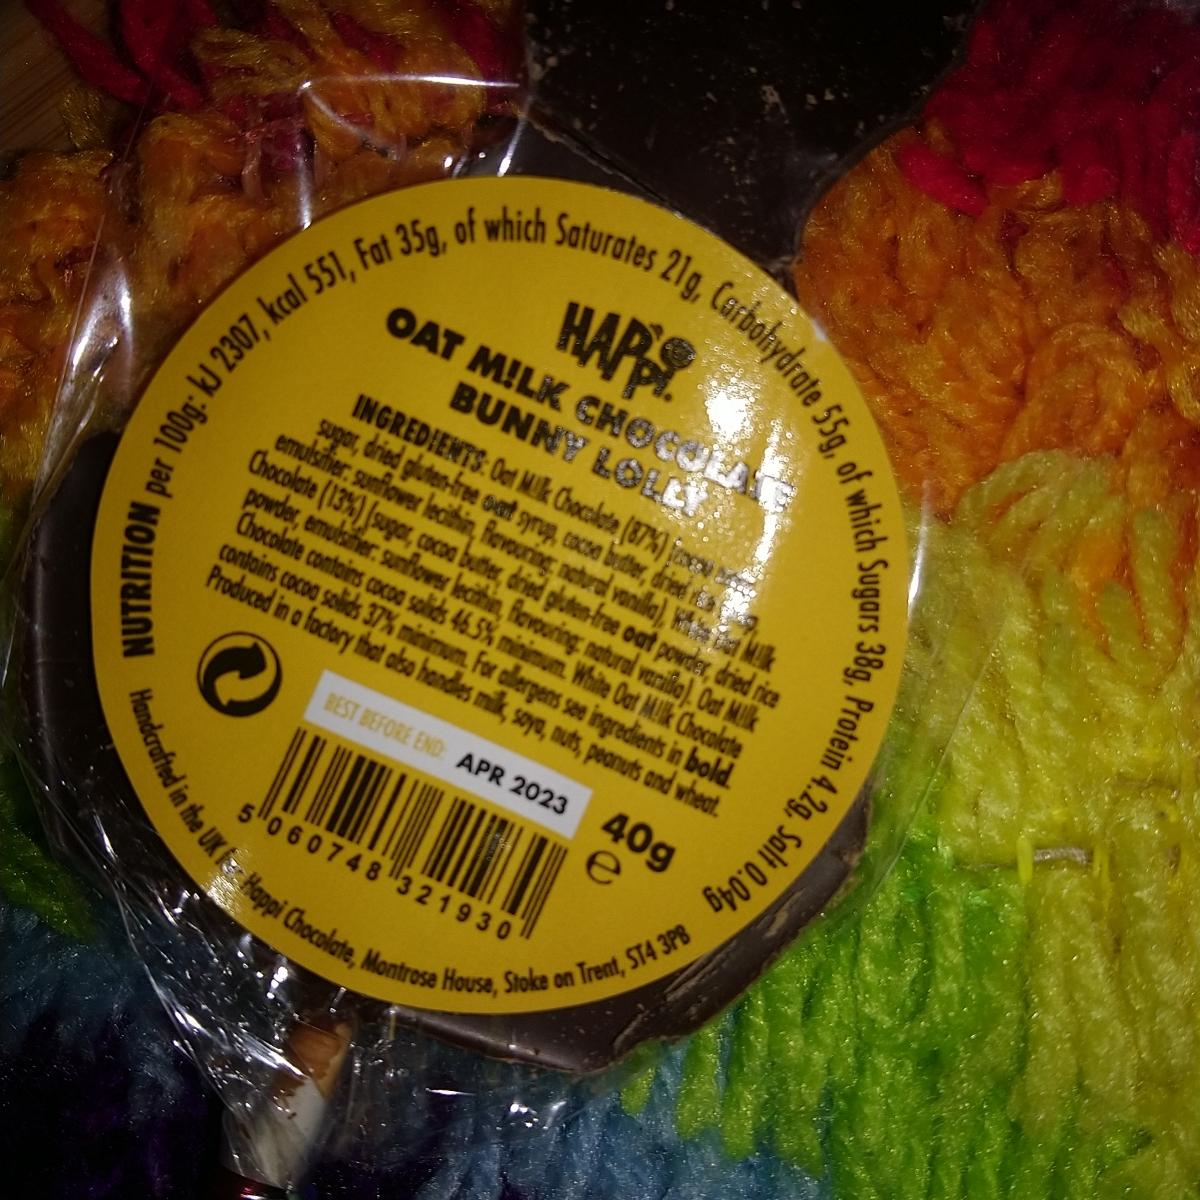 NUTRITION per 100g: kJ 2307, kcal 551, Fat 35g, of which Saturates 21g, Carbohydrate 55g, of which Sugars 38g, Protein 4.2g, Salt 0.04g
HAPPi.
OAT M!LK CHOCOLATE
BUNNY LOLLY
INGREDIENTS: Oat M!lk Chocolate (87%)
sugar, dried gluten-free oat syrup, cocoa butter, dried rice
emulsifier: sunflower lecithin, flavouring: natural vanilla). White Oat M!lk
Chocolate (13%) (sugar, cocoa butter, dried gluten-free oat powder, dried rice
powder, emulsifier: sunflower lecithin, flavouring: natural vanilla). Oat M!lk
Chocolate contains cocoa solids 46.5% minimum. White Oat M!lk Chocolate
contains cocoa solids 37% minimum. For allergens see ingredients in bold.
Produced in a factory that also handles milk, soya, nuts, peanuts and wheat.
BEST BEFORE END: APR 2023
40g
e
5 060748 321930
Handcrafted in the UK Happi Chocolate, Montrose House, Stoke on Trent, ST4 3PB